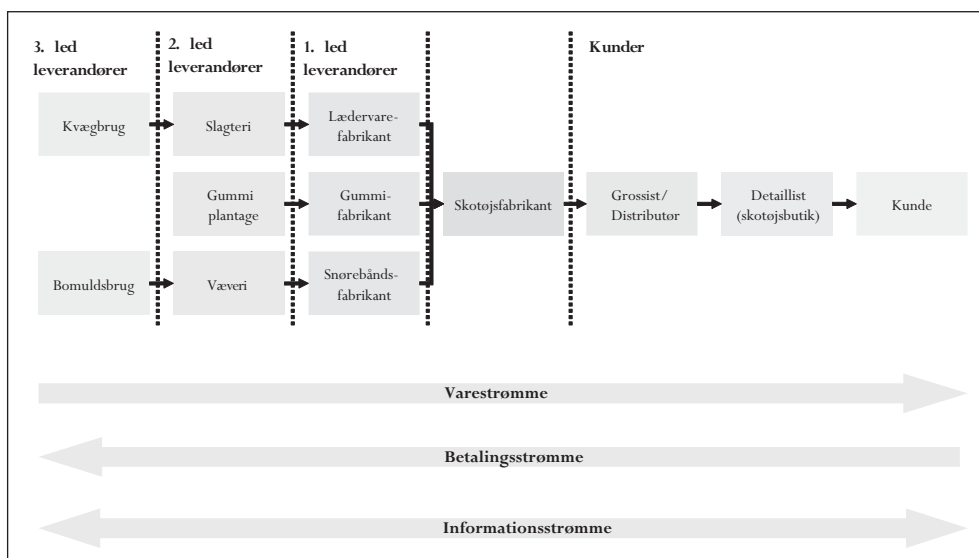 3. led
leverandører
2. led
leverandører
1. led
leverandører
Kunder
Kvægbrug
Slagteri
Lædervare-
fabrikant
Gummi
plantage
Gummi-
fabrikant
Skotøjsfabrikant
Grossist/
Distributør
Detaillist
(skotøjsbutik)
Kunde
Bomuldsbrug
Væveri
Snørebånds-
fabrikant
Varestrømme
Betalingsstrømme
Informationsstrømme